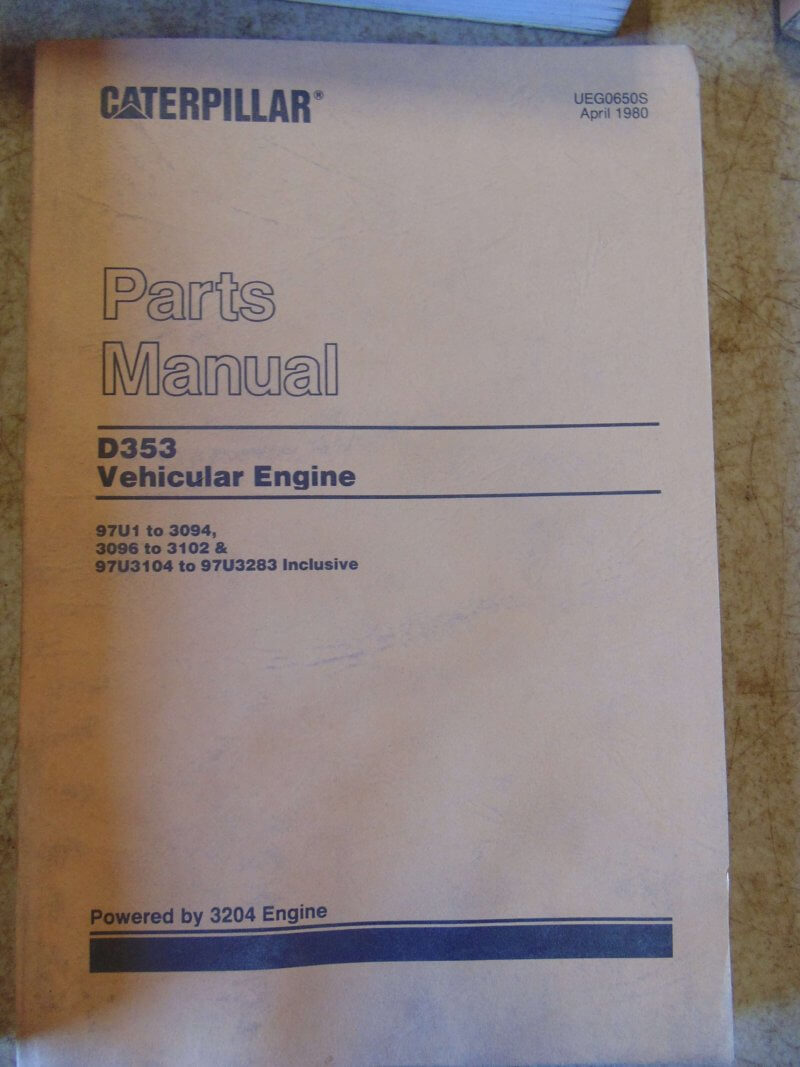 CATERPILLAR®
UEG0650S
April 1980
Parts
Manual
D353
Vehicular Engine
97U1 to 3094,
3096 to 3102 &
97U3104 to 97U3283 Inclusive
Powered by 3204 Engine